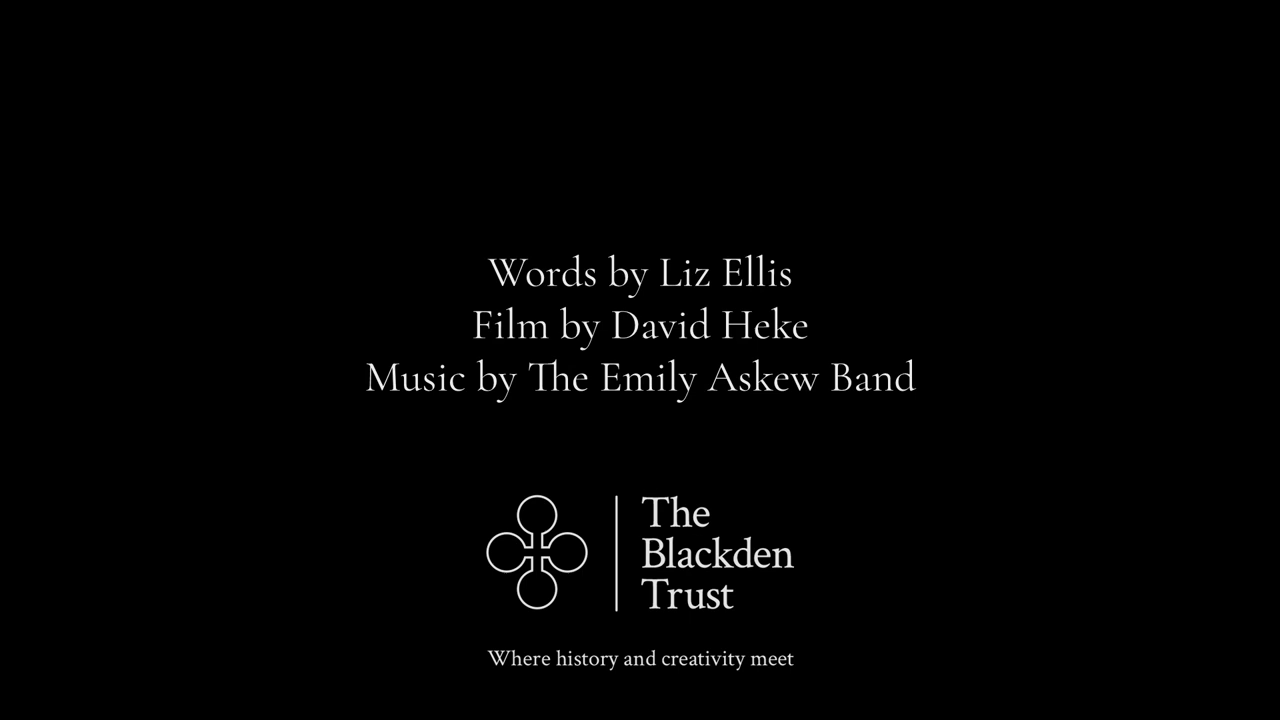 Words by Liz Ellis
Film by David Heke
Music by The Emily Askew Band
The
Blackden
Trust
Where history and creativity meet